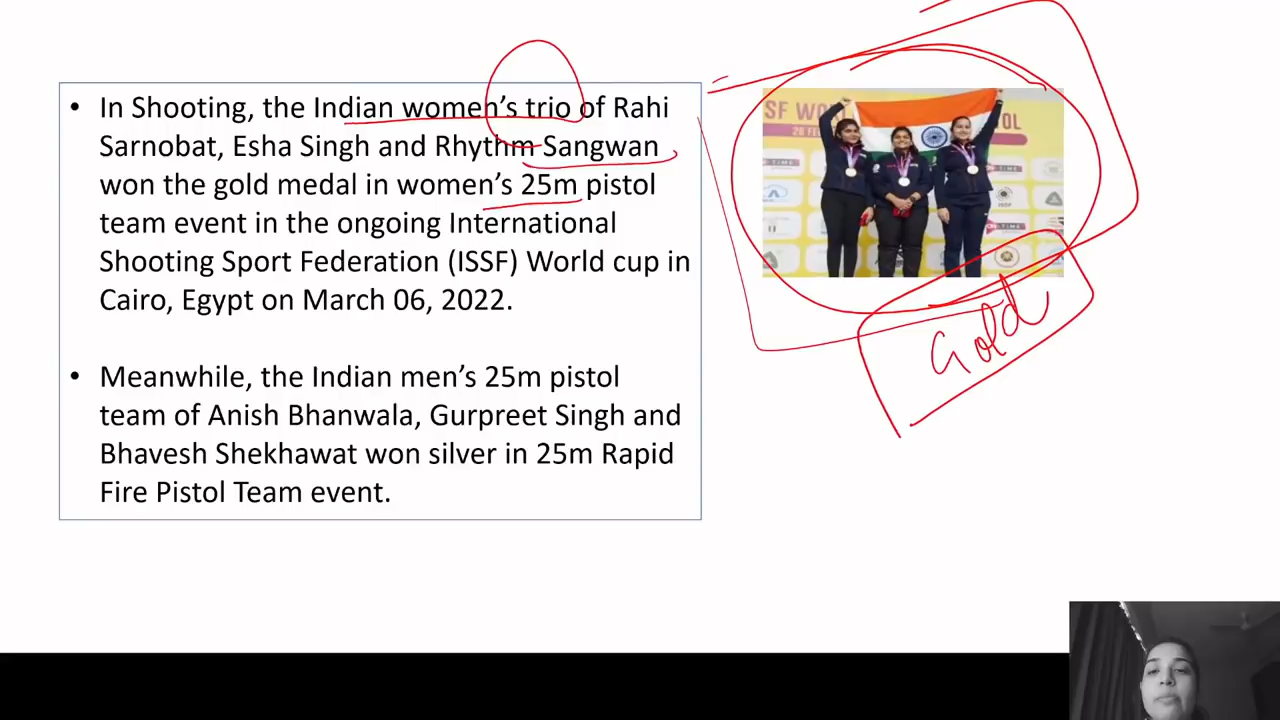 • In Shooting, the Indian women's trio of Rahi
Sarnobat, Esha Singh and Rhythm Sangwan
won the gold medal in women's 25m pistol
team event in the ongoing International
Shooting Sport Federation (ISSF) World cup in
Cairo, Egypt on March 06, 2022.
• Meanwhile, the Indian men's 25m pistol
team of Anish Bhanwala, Gurpreet Singh and
Bhavesh Shekhawat won silver in 25m Rapid
Fire Pistol Team event.
Gold